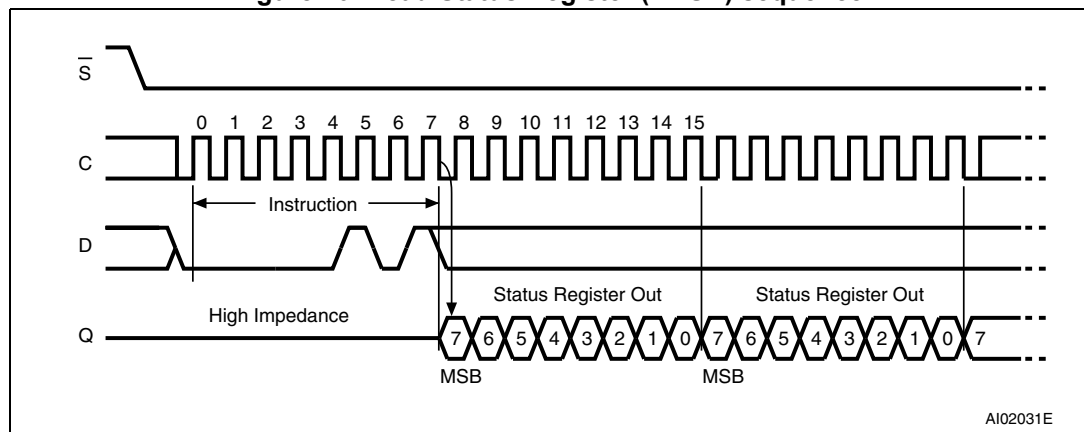 S
0 1 2 3 4 5 6 7 8 9 10 11 12 13 14 15
C
Instruction
D
Status Register Out Status Register Out
High Impedance
Q 7 6 5 4 3 2 1 0 7 6 5 4 3 2 1 0 7
MSB MSB
AI02031E